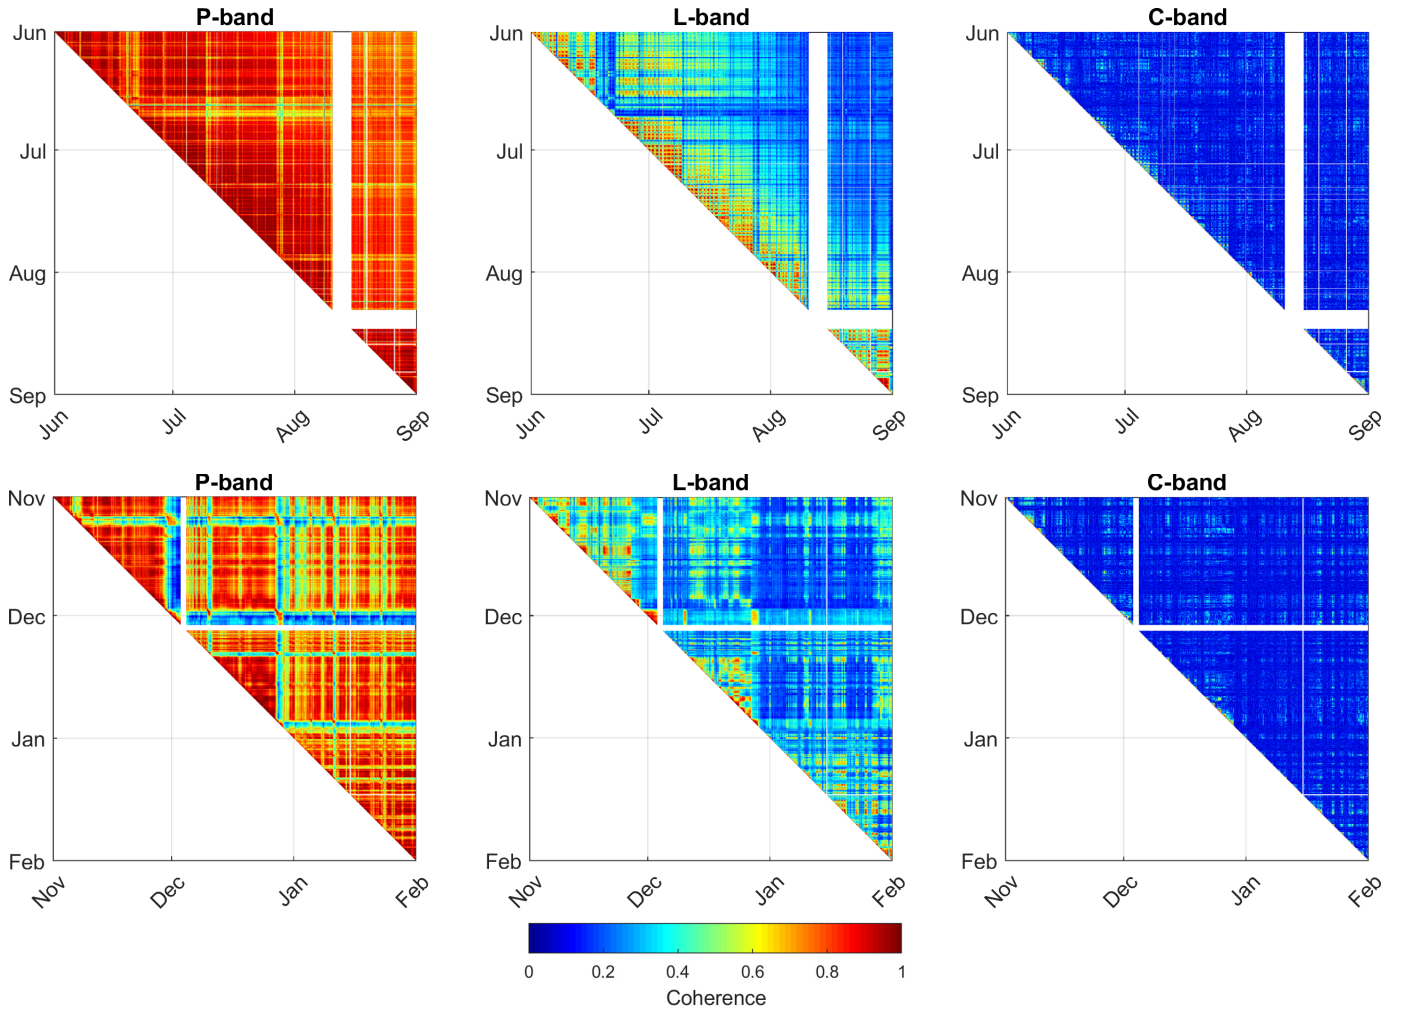 P-band
L-band
C-band
Jun
Jul
Aug
Sep
Jun
Jul
Aug
Sep
Jun
Jul
Aug
Sep
Jun
Jul
Aug
Sep
Jun
Jul
Aug
Sep
Jun
Jul
Aug
Sep
P-band
L-band
C-band
Nov
Dec
Jan
Feb
Nov
Dec
Jan
Feb
Nov
Dec
Jan
Feb
Nov
Dec
Jan
Feb
Nov
Dec
Jan
Feb
Nov
Dec
Jan
Feb
0 0.2 0.4 0.6 0.8 1
Coherence